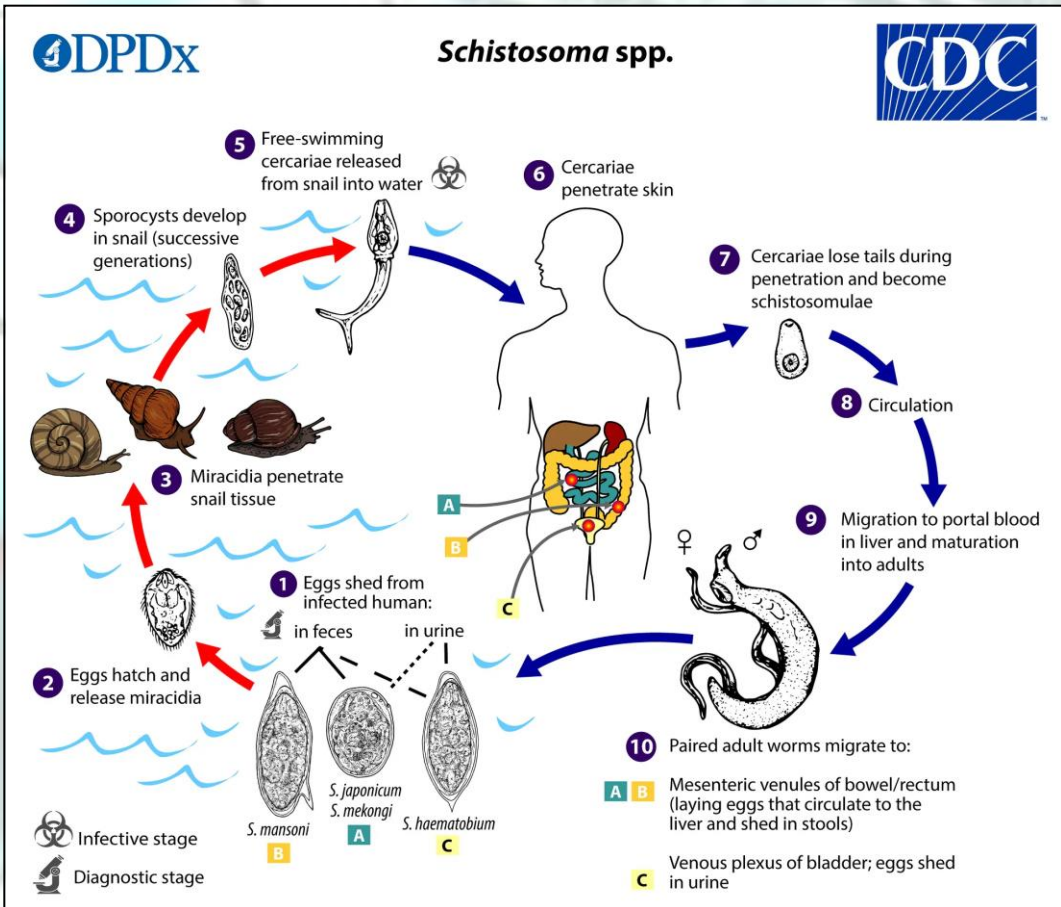 DPDx
Schistosoma spp.
CDC
TM
5 Free-swimming
cercariae released
from snail into water
6 Cercariae
penetrate skin
4 Sporocysts develop
in snail (successive
generations)
7 Cercariae lose tails during
penetration and become
schistosomulae
8 Circulation
3 Miracidia penetrate
snail tissue
A
B
C
9 Migration to portal blood
in liver and maturation
into adults
♀ ♂
1 Eggs shed from
infected human:
in feces
in urine
2 Eggs hatch and
release miracidia
S. mansoni
B
S. japonicum
S. mekongi
A
S. haematobium
C
10 Paired adult worms migrate to:
A B Mesenteric venules of bowel/rectum
(laying eggs that circulate to the
liver and shed in stools)
C Venous plexus of bladder; eggs shed
in urine
Infective stage
Diagnostic stage